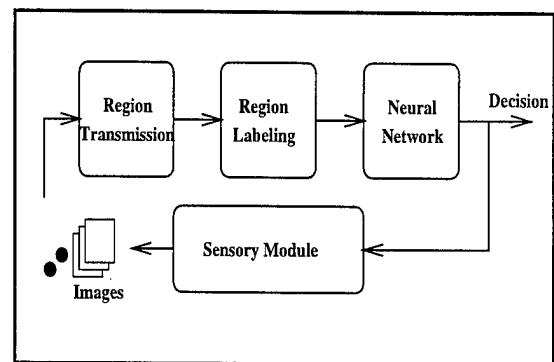 Region
Transmission
Region
Labeling
Neural
Network
Decision
Sensory Module
Images